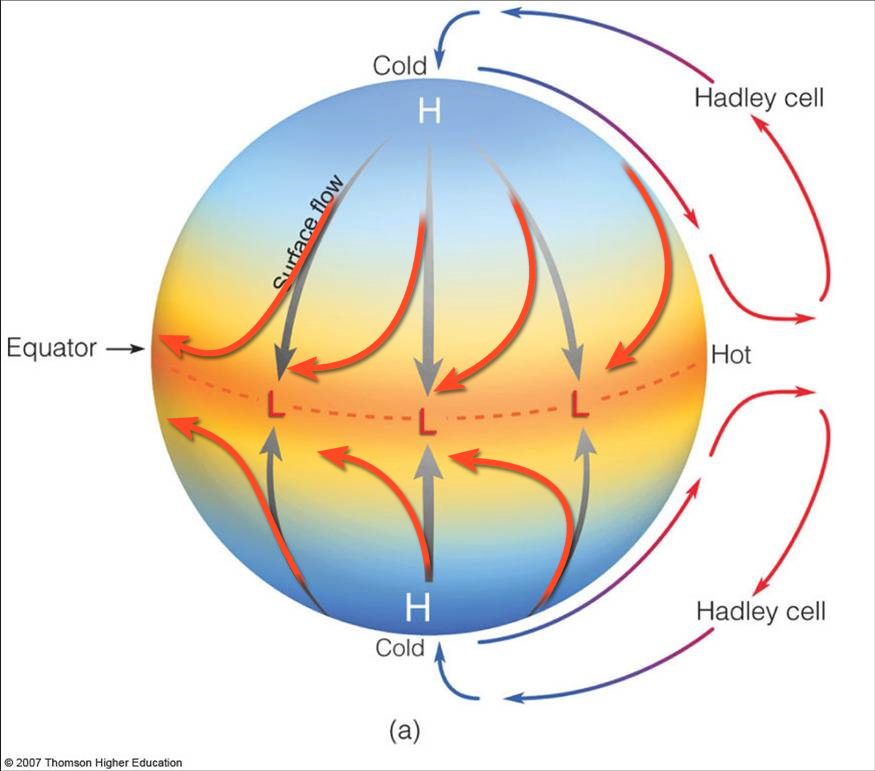 Cold
H
Hadley cell
Surface flow
Equator
Hot
L
L
L
H
Hadley cell
Cold
(a)
© 2007 Thomson Higher Education